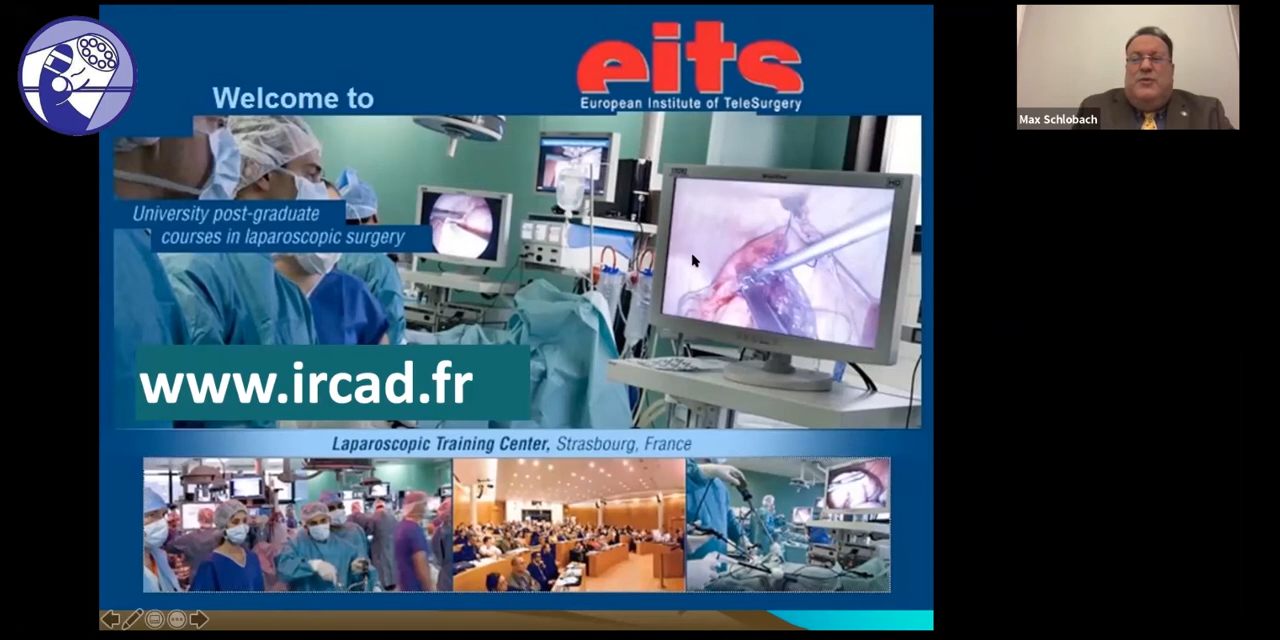 Welcome to
eits
European Institute of TeleSurgery
Max Schlobach
University post-graduate
courses in laparoscopic surgery
www.ircad.fr
Laparoscopic Training Center, Strasbourg, France
HD